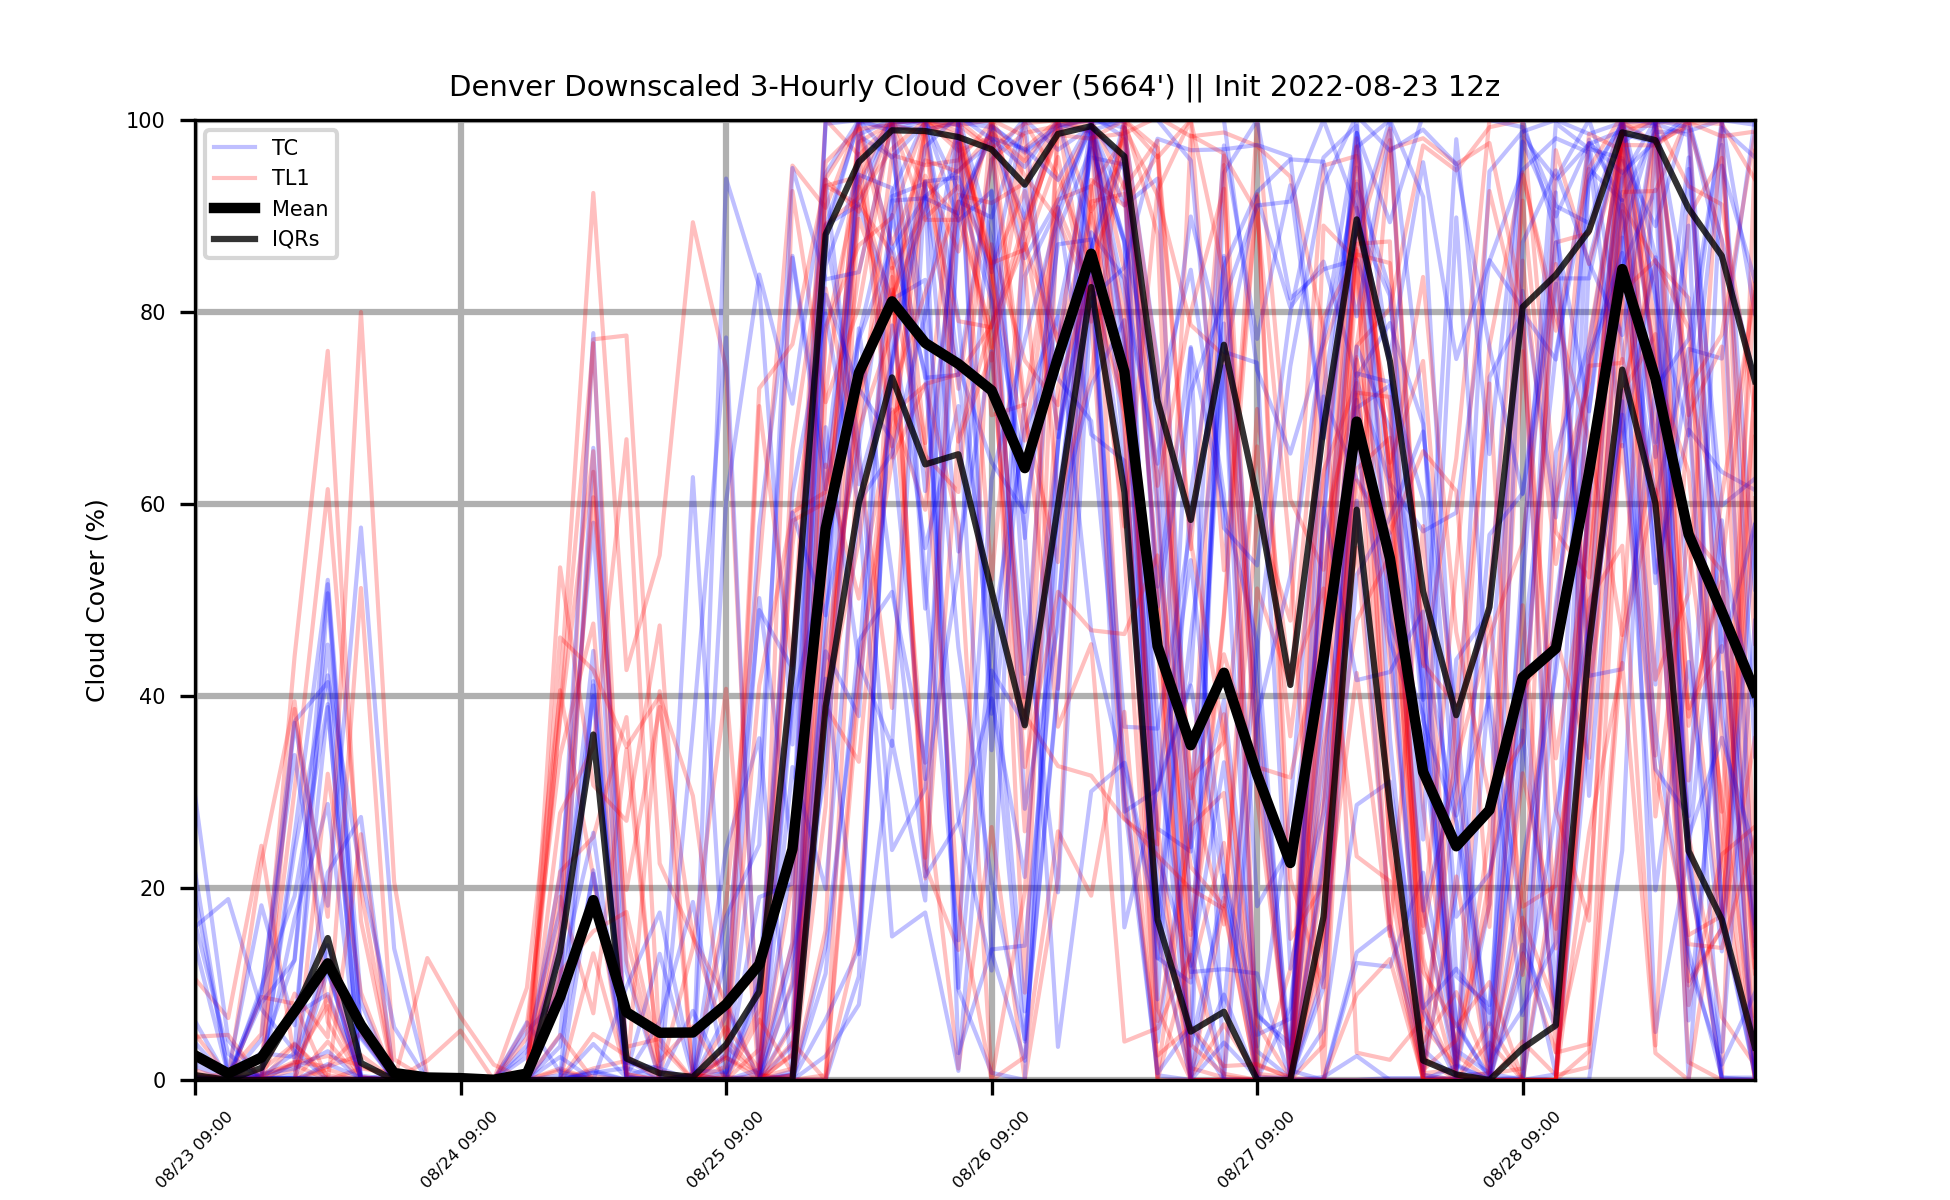 Denver Downscaled 3-Hourly Cloud Cover (5664') || Init 2022-08-23 12z
Cloud Cover (%)
100
80
60
40
20
0
TC
TL1
Mean
IQRs
08/23 09:00
08/24 09:00
08/25 09:00
08/26 09:00
08/27 09:00
08/28 09:00